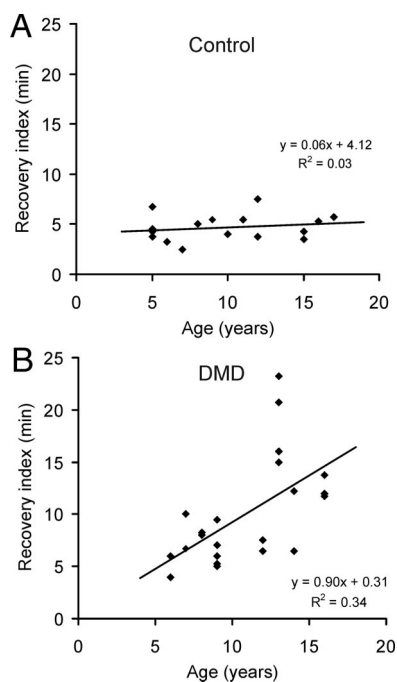 A
Control
Recovery index (min)
25
20
15
10
5
0
y = 0.06x + 4.12
R² = 0.03
0 5 10 15 20
Age (years)
B
DMD
Recovery index (min)
25
20
15
10
5
0
y = 0.90x + 0.31
R² = 0.34
0 5 10 15 20
Age (years)